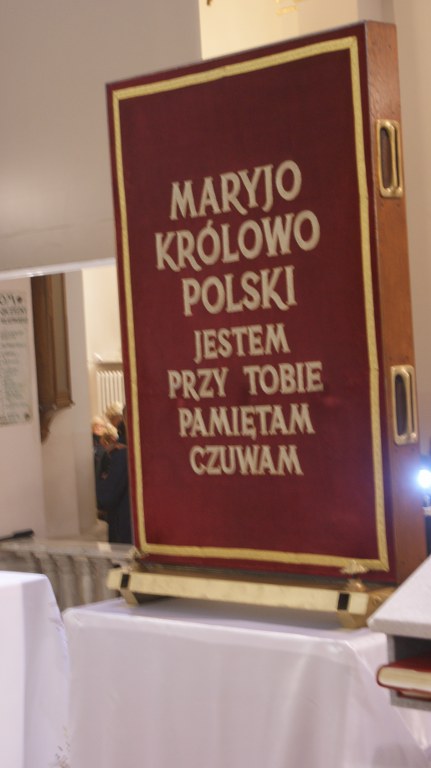 MARYJO
KRÓLOWO
POLSKI
JESTEM
PRZY TOBIE
PAMIĘTAM
CZUWAM